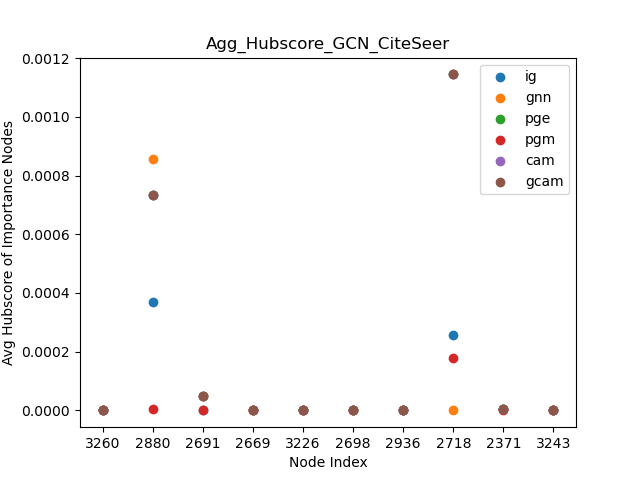 Agg_Hubscore_GCN_CiteSeer
Avg Hubscore of Importance Nodes
0.0012
0.0010
0.0008
0.0006
0.0004
0.0002
0.0000
ig
gnn
pge
pgm
cam
gcam
3260 2880 2691 2669 3226 2698 2936 2718 2371 3243
Node Index